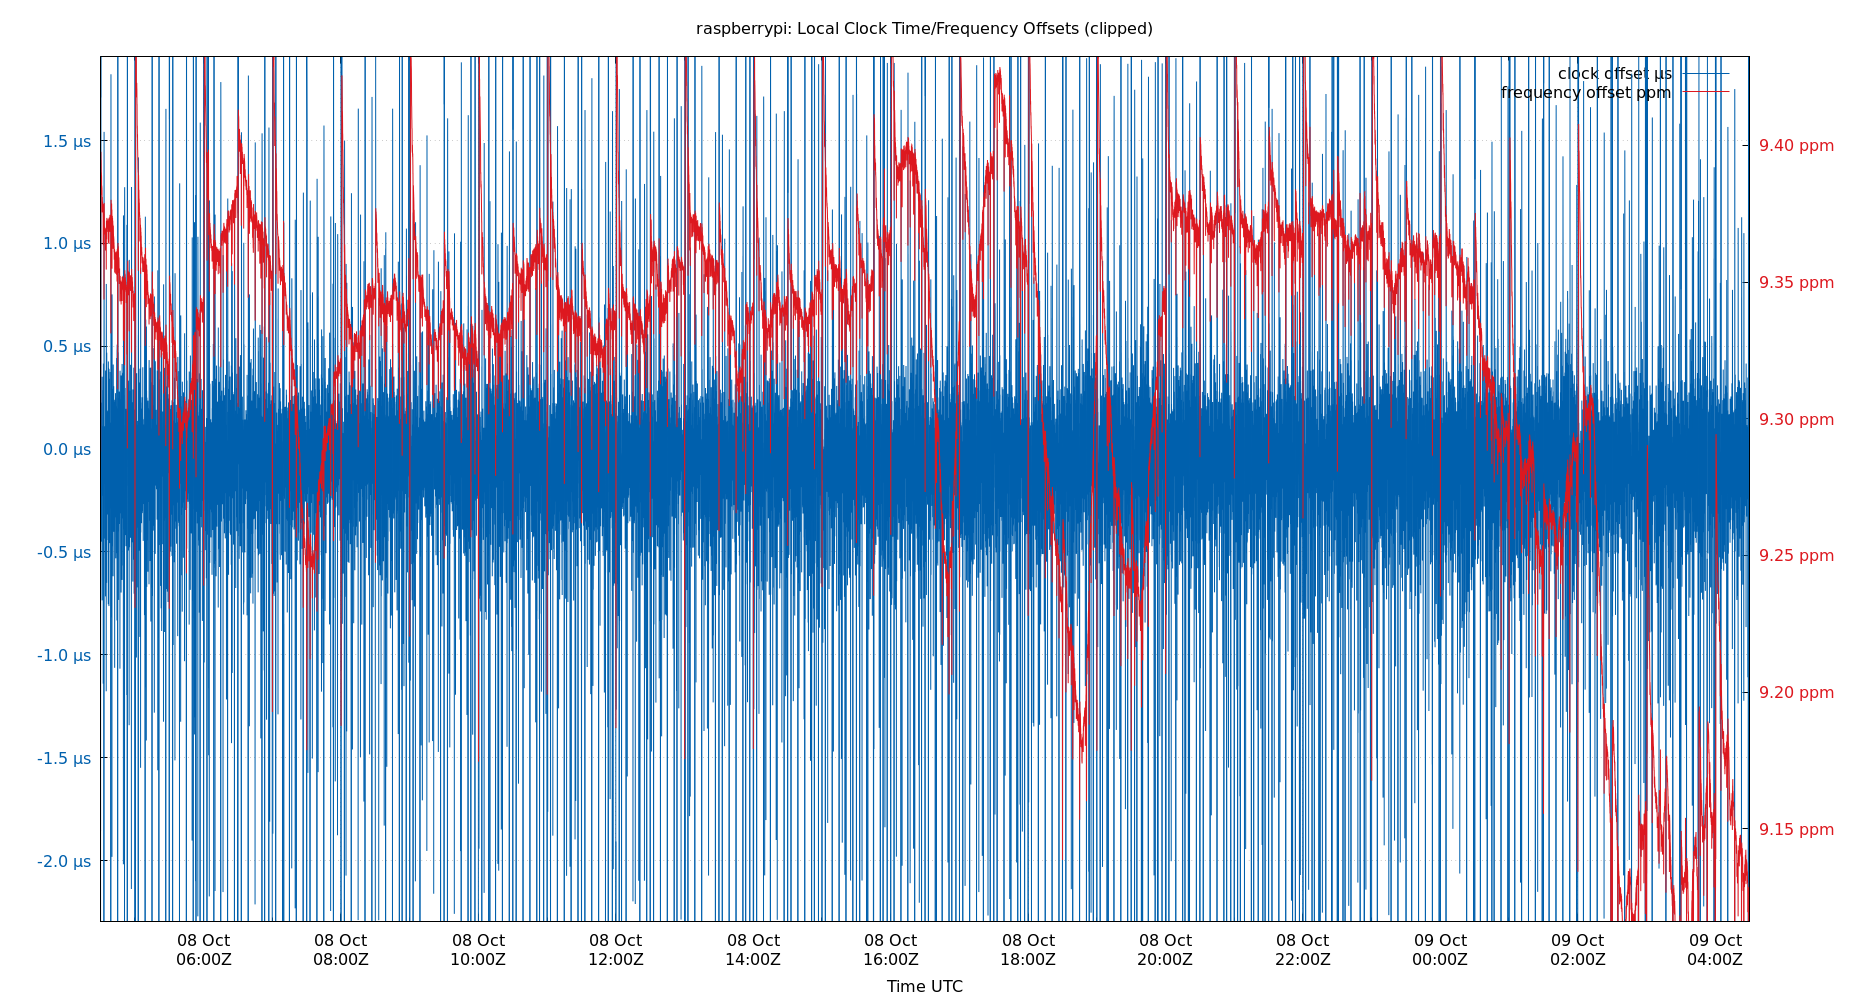 raspberrypi: Local Clock Time/Frequency Offsets (clipped)
clock offset µs
frequency offset ppm
1.5 µs
1.0 µs
0.5 µs
0.0 µs
-0.5 µs
-1.0 µs
-1.5 µs
-2.0 µs
9.40 ppm
9.35 ppm
9.30 ppm
9.25 ppm
9.20 ppm
9.15 ppm
08 Oct 08 Oct 08 Oct 08 Oct 08 Oct 08 Oct 08 Oct 08 Oct 08 Oct 09 Oct 09 Oct 09 Oct
06:00Z 08:00Z 10:00Z 12:00Z 14:00Z 16:00Z 18:00Z 20:00Z 22:00Z 00:00Z 02:00Z 04:00Z
Time UTC